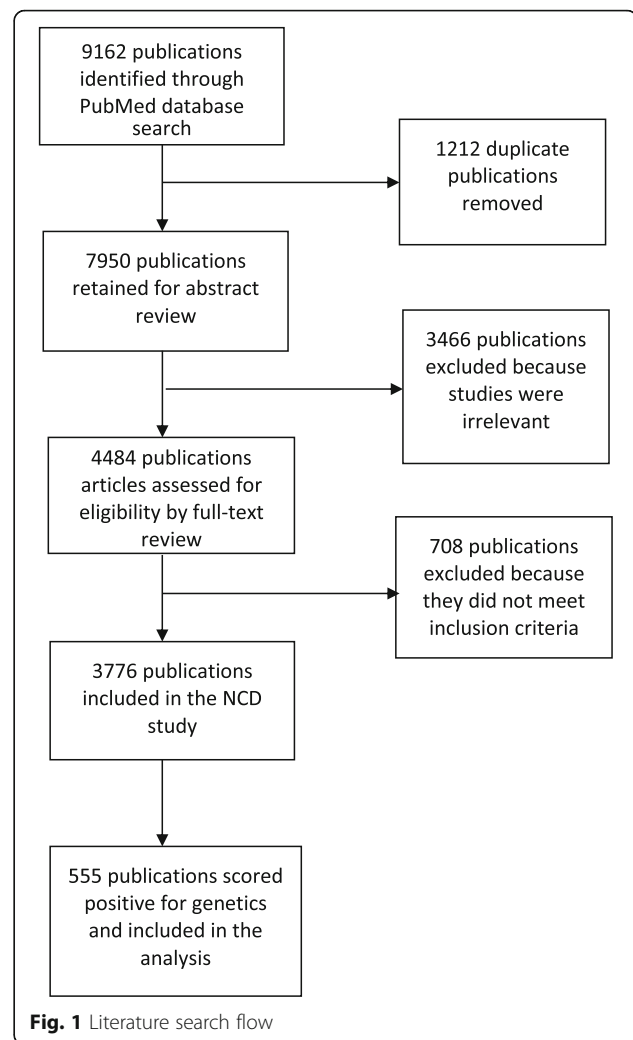 9162 publications
identified through
PubMed database
search
1212 duplicate
publications
removed
7950 publications
retained for abstract
review
3466 publications
excluded because
studies were
irrelevant
4484 publications
articles assessed for
eligibility by full-text
review
708 publications
excluded because
they did not meet
inclusion criteria
3776 publications
included in the NCD
study
555 publications scored
positive for genetics
and included in the
analysis
Fig. 1 Literature search flow